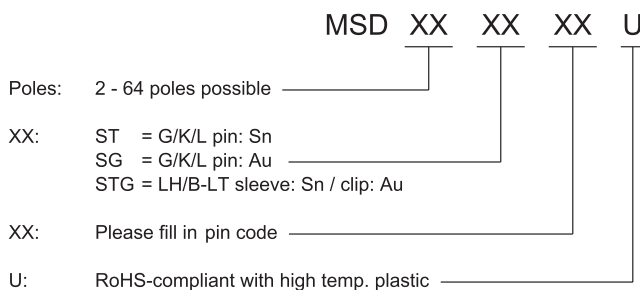 MSD XX XX XX U
Poles: 2 - 64 poles possible
XX: ST = G/K/L pin: Sn
SG = G/K/L pin: Au
STG = LH/B-LT sleeve: Sn / clip: Au
XX: Please fill in pin code
U: RoHS-compliant with high temp. plastic